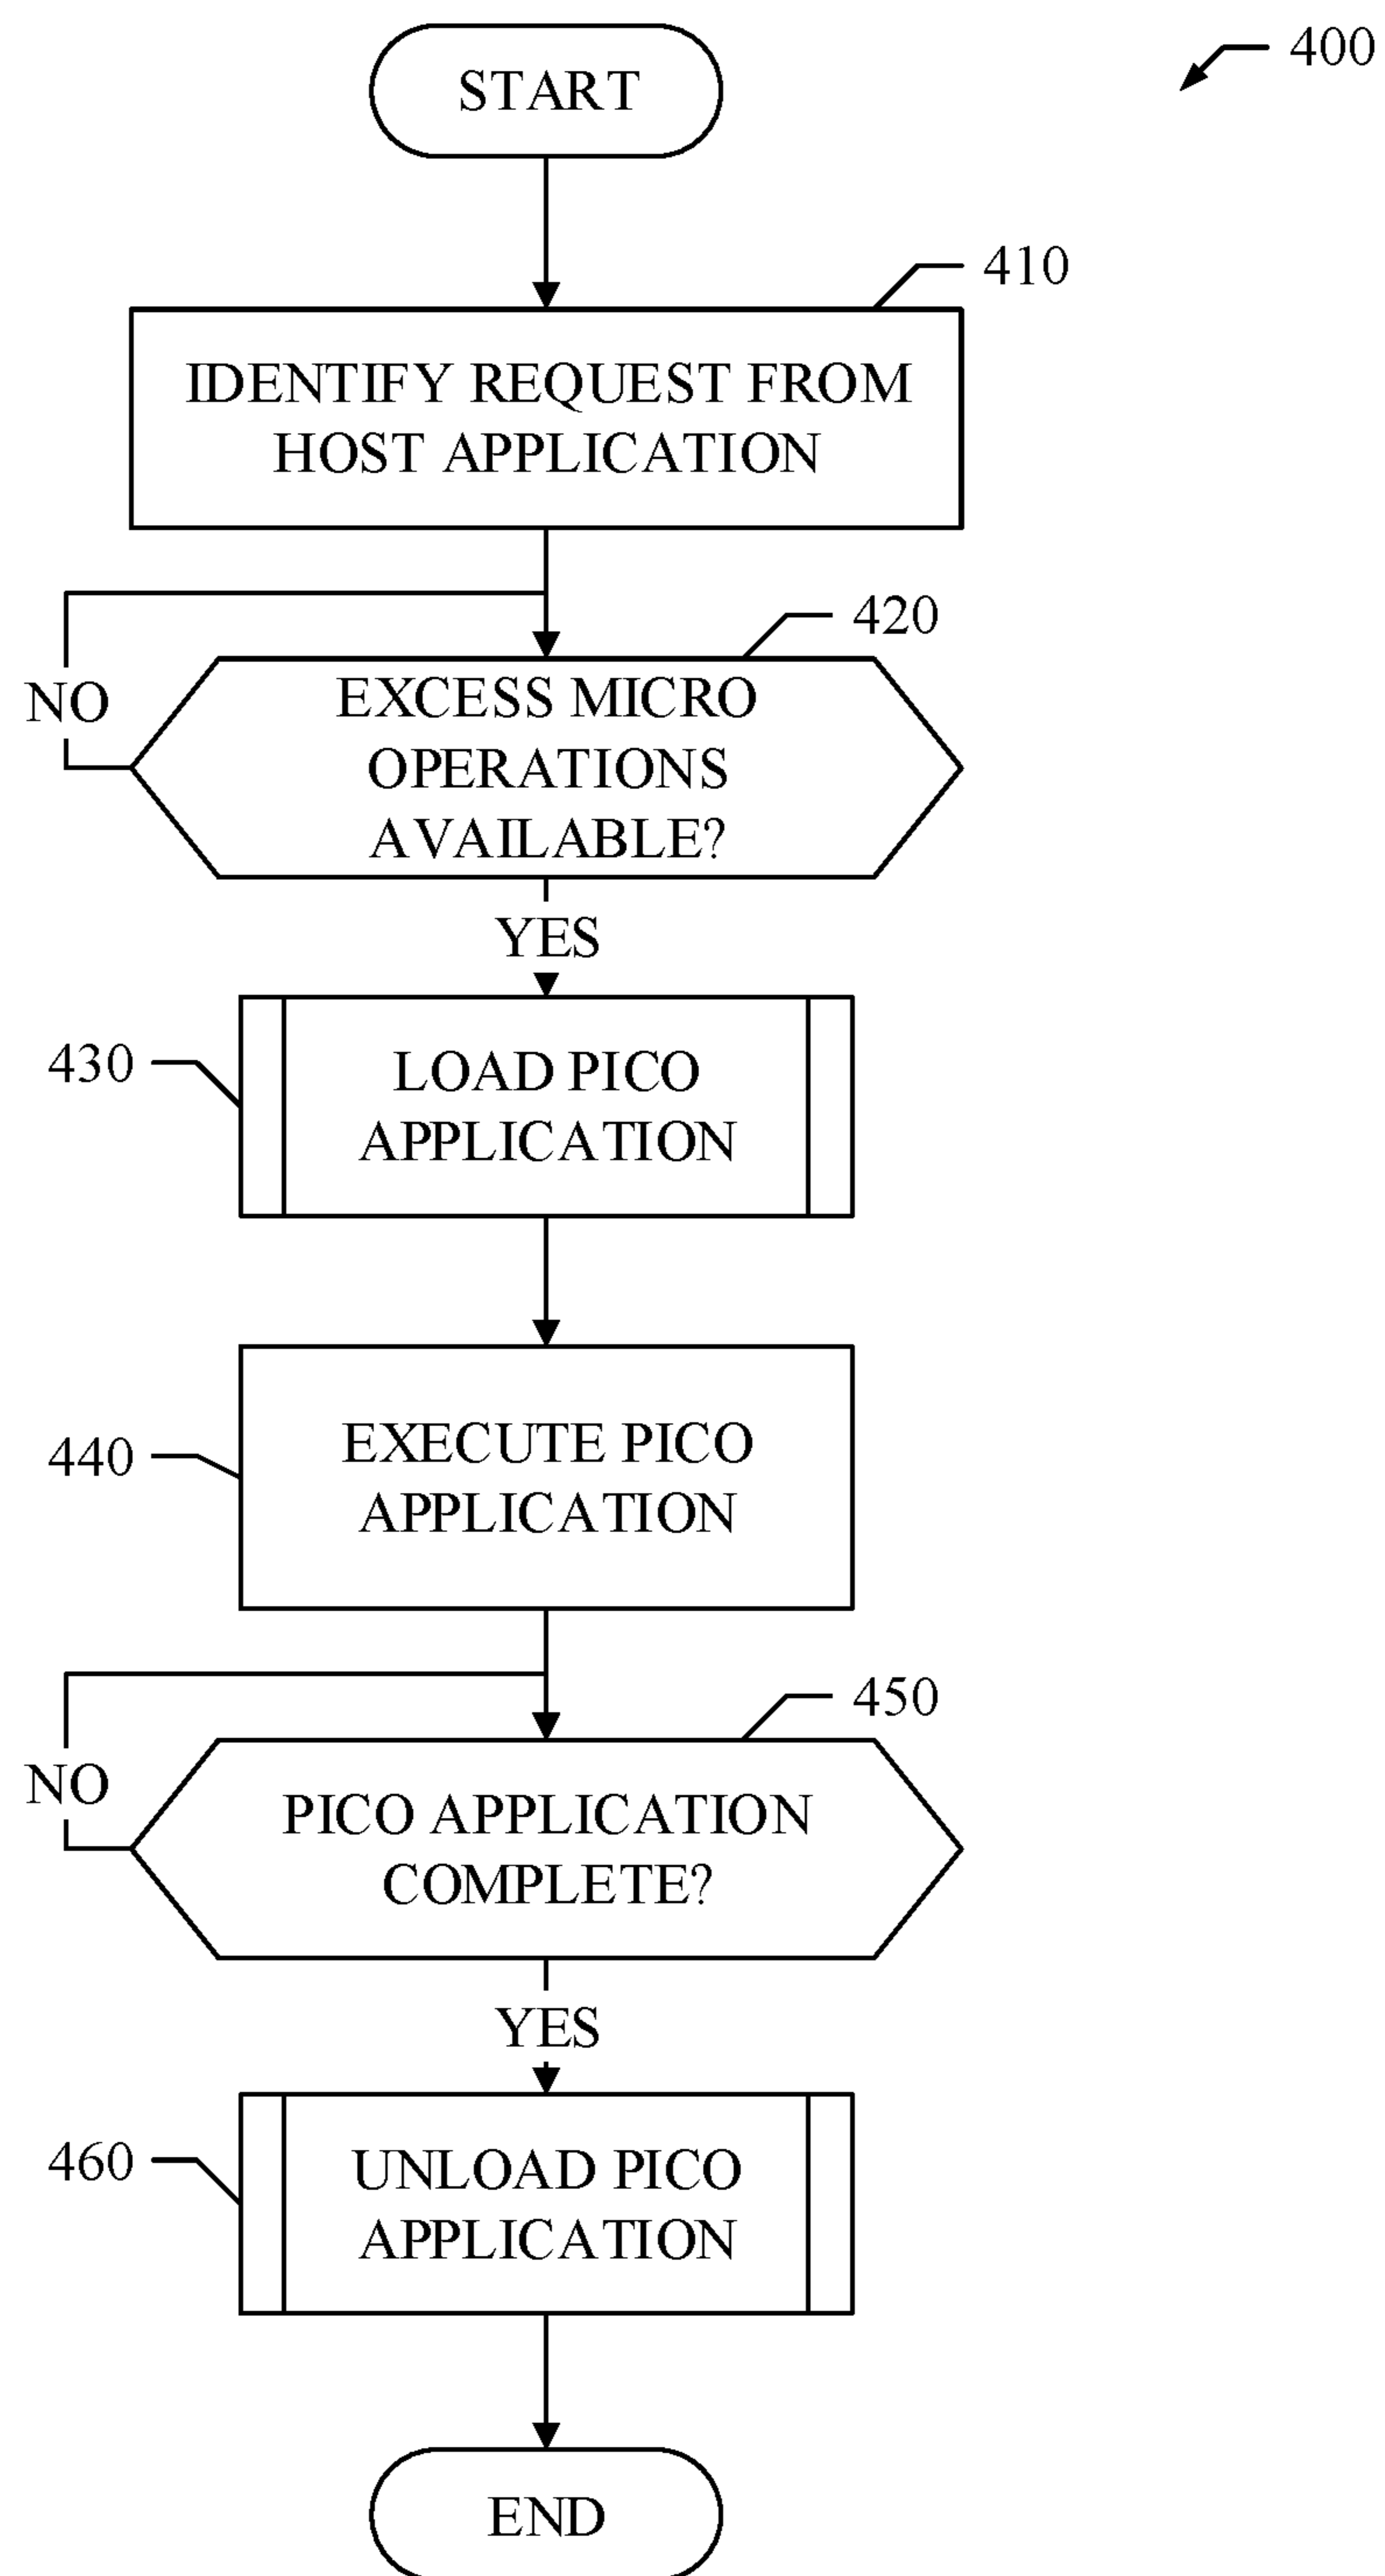 START
400
410
IDENTIFY REQUEST FROM
HOST APPLICATION
420
NO
EXCESS MICRO
OPERATIONS
AVAILABLE?
YES
430
LOAD PICO
APPLICATION
440
EXECUTE PICO
APPLICATION
450
NO
PICO APPLICATION
COMPLETE?
YES
460
UNLOAD PICO
APPLICATION
END